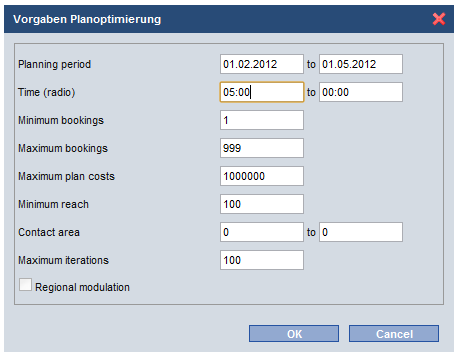 Vorgaben Planoptimierung
Planning period 01.02.2012 to 01.05.2012
Time (radio) 05:00 to 00:00
Minimum bookings 1
Maximum bookings 999
Maximum plan costs 1000000
Minimum reach 100
Contact area 0 to 0
Maximum iterations 100
Regional modulation
OK Cancel